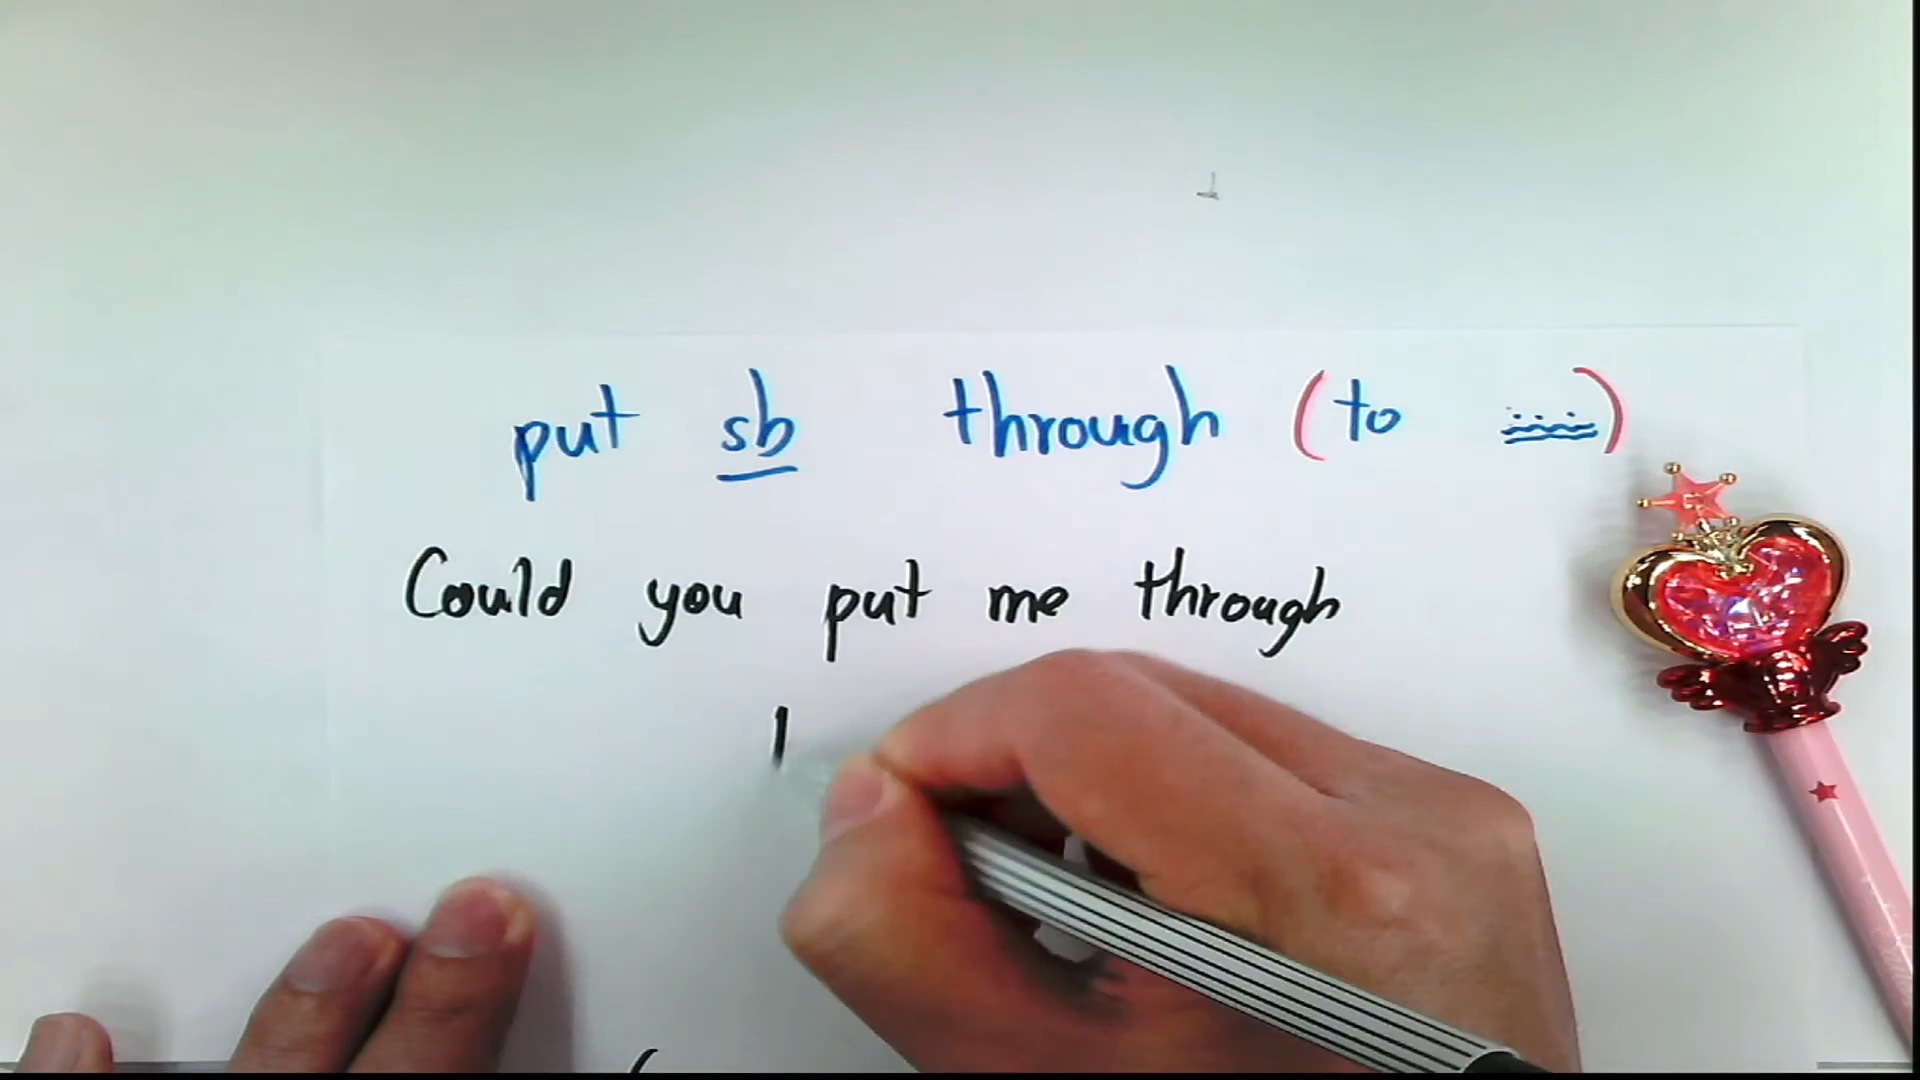 put sb through (to ......)
Could you put me through